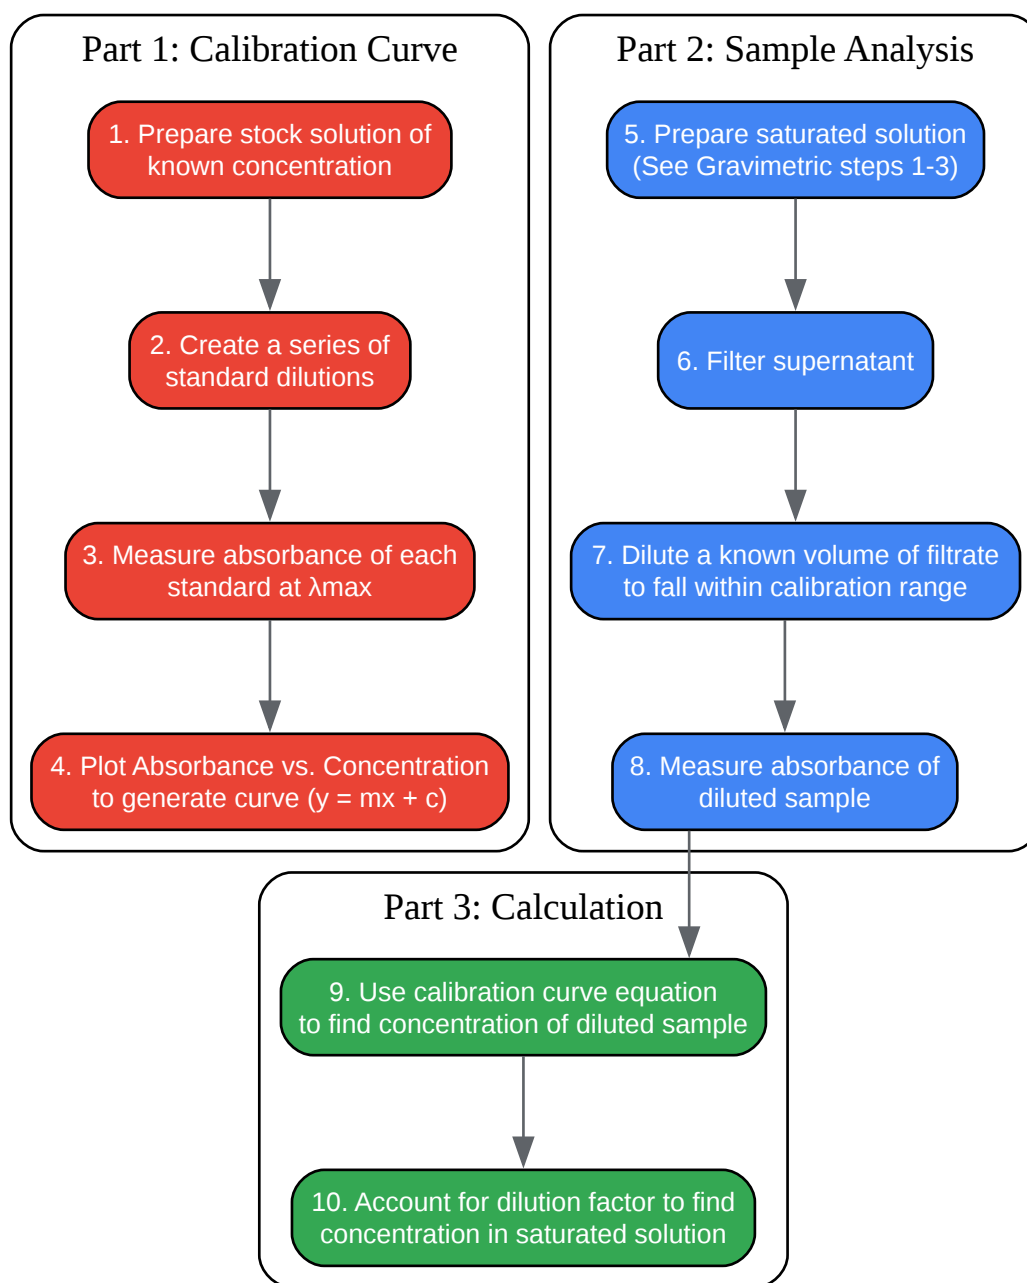 Part 1: Calibration Curve
1. Prepare stock solution of
known concentration
2. Create a series of
standard dilutions
3. Measure absorbance of each
standard at λmax
4. Plot Absorbance vs. Concentration
to generate curve (y = mx + c)
Part 2: Sample Analysis
5. Prepare saturated solution
(See Gravimetric steps 1-3)
6. Filter supernatant
7. Dilute a known volume of filtrate
to fall within calibration range
8. Measure absorbance of
diluted sample
Part 3: Calculation
9. Use calibration curve equation
to find concentration of diluted sample
10. Account for dilution factor to find
concentration in saturated solution